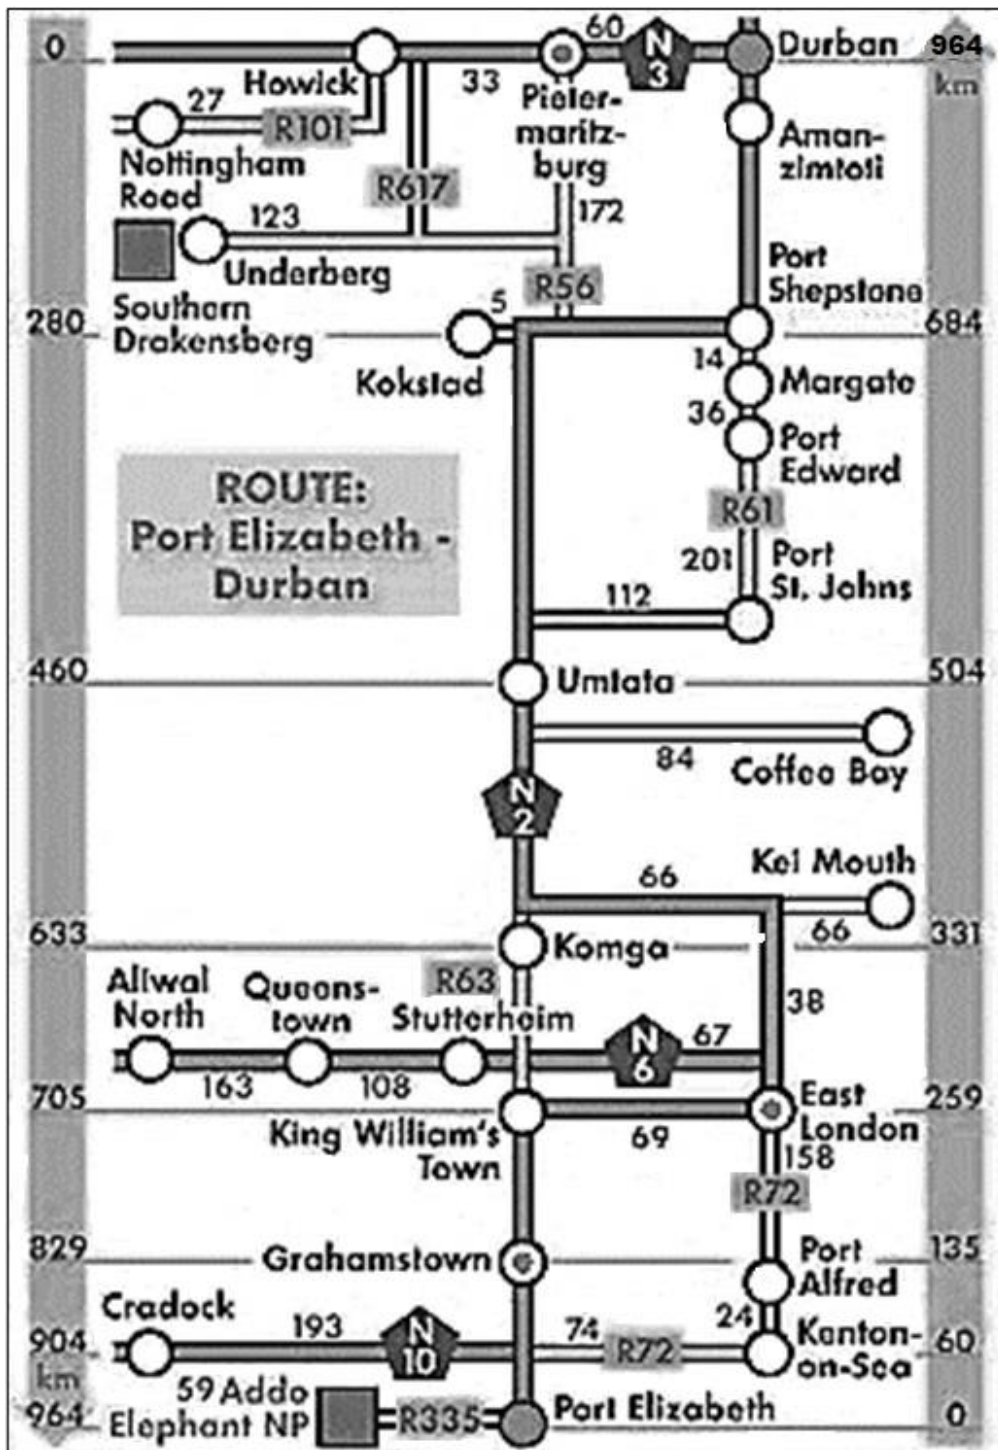 0
60
N
3
Durban
964
km
Howick
33
Pieter-
maritz-
burg
27
R101
Aman-
zimtoti
Nottingham
Road
R617
172
123
Underberg
R56
Port
Shepstone
Southern
Drakensberg
280
5
684
Kokstad
14
Margate
36
Port
Edward
ROUTE:
Port Elizabeth -
Durban
R61
201
Port
St. Johns
112
460
Umtata
504
84
Coffee Bay
N
2
Kei Mouth
66
66
633
Komga
331
Aliwal
North
Queens-
town
R63
Stutterheim
38
N
6
67
163
108
705
King William's
Town
69
East
London
259
158
R72
829
Grahamstown
Port
Alfred
135
Cradock
193
N
10
74
R72
24
Kenton-
on-Sea
904
km
60
59 Addo
Elephant NP
R335
Port Elizabeth
964
0